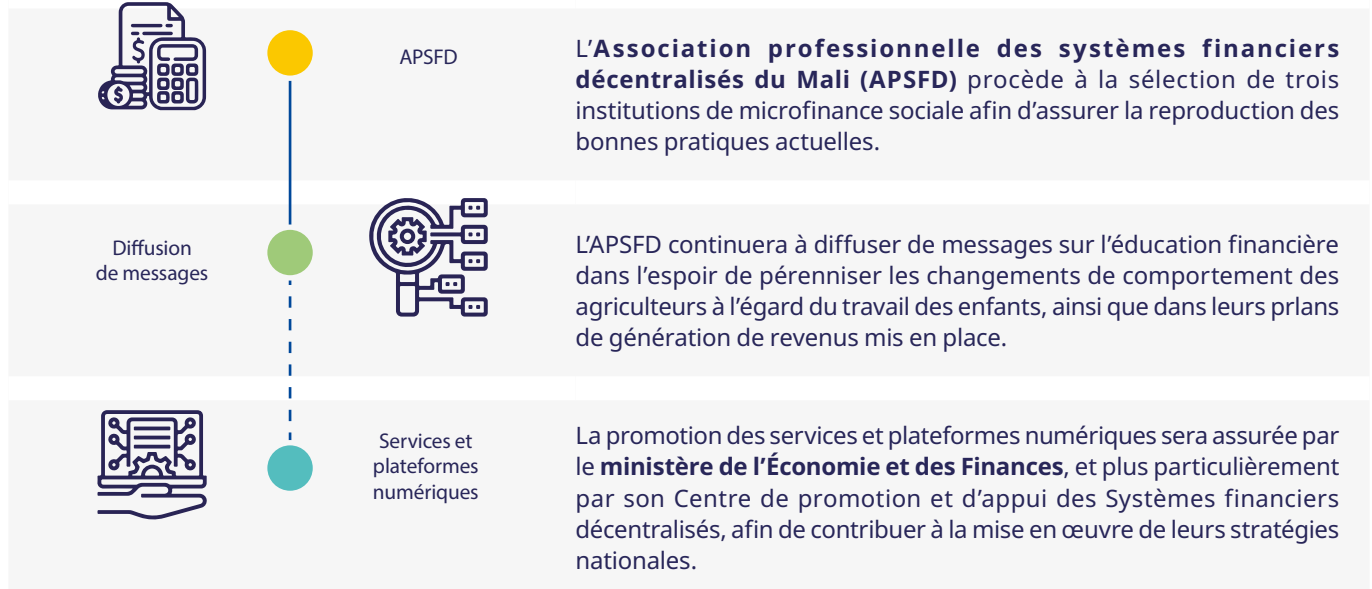 APSFD
L'Association professionnelle des systèmes financiers
décentralisés du Mali (APSFD) procède à la sélection de trois
institutions de microfinance sociale afin d'assurer la reproduction des
bonnes pratiques actuelles.
Diffusion
de messages
L'APSFD continuera à diffuser de messages sur l'éducation financière
dans l'espoir de pérenniser les changements de comportement des
agriculteurs à l'égard du travail des enfants, ainsi que dans leurs prlans
de génération de revenus mis en place.
Services et
plateformes
numériques
La promotion des services et plateformes numériques sera assurée par
le ministère de l'Économie et des Finances, et plus particulièrement
par son Centre de promotion et d'appui des Systèmes financiers
décentralisés, afin de contribuer à la mise en œuvre de leurs stratégies
nationales.